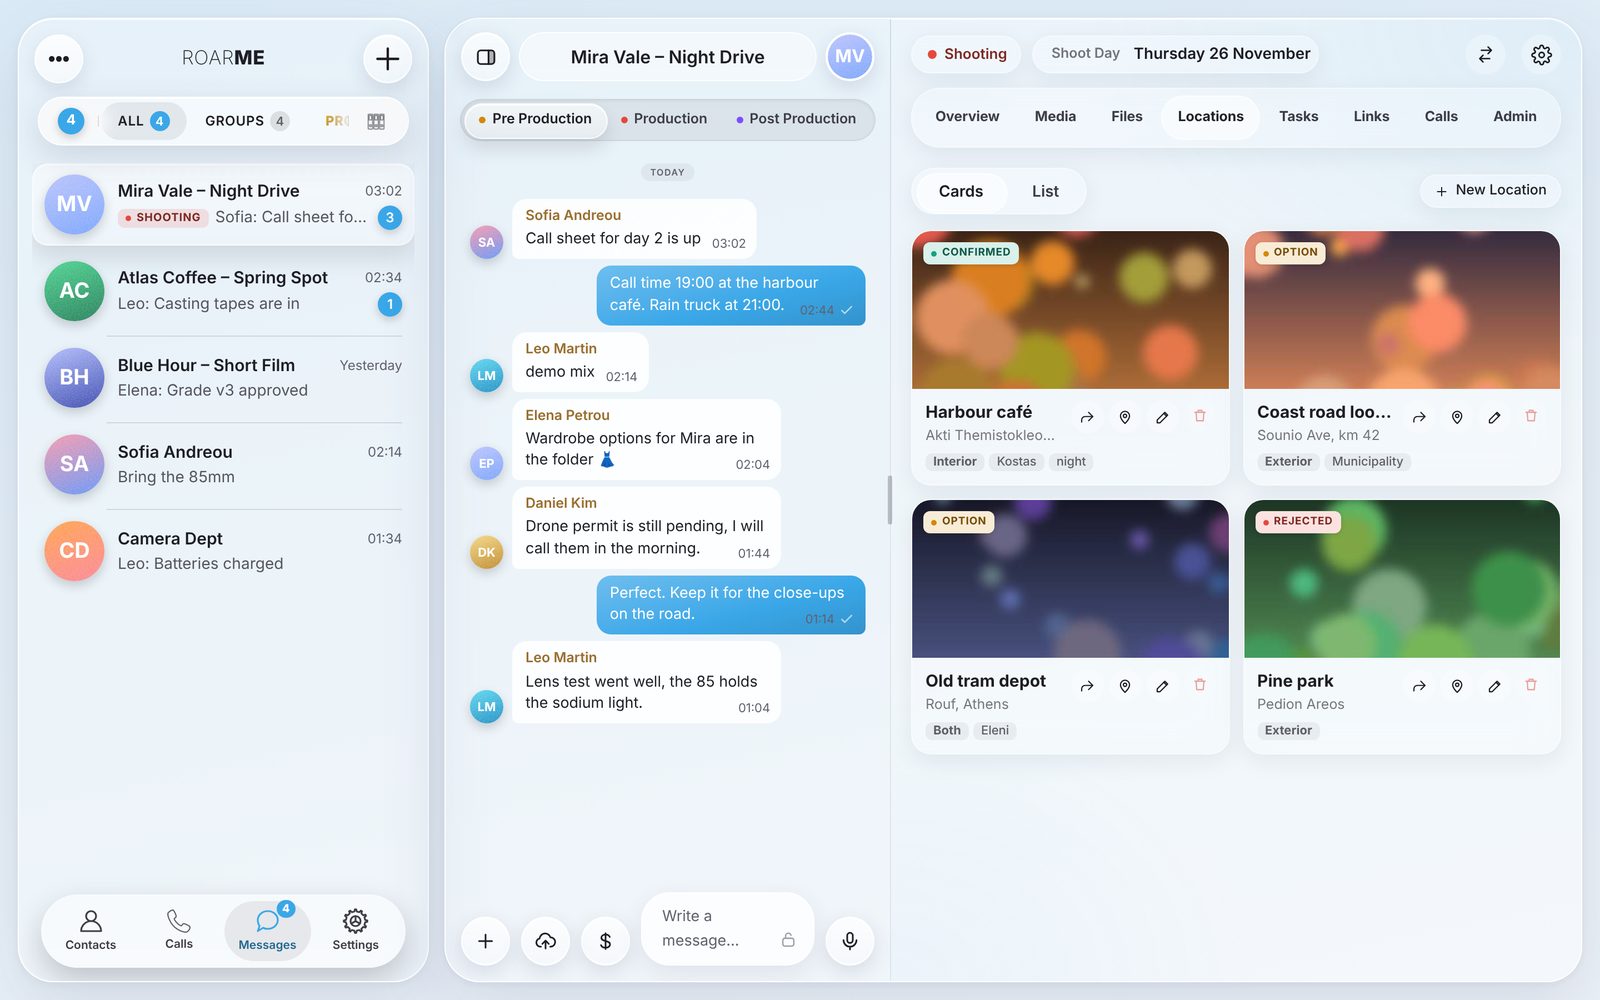 ROARME
4
ALL 4
GROUPS 4
MV
Mira Vale – Night Drive
03:02
SHOOTING
Sofia: Call sheet fo...
3
AC
Atlas Coffee – Spring Spot
02:34
Leo: Casting tapes are in
1
BH
Blue Hour – Short Film
Yesterday
Elena: Grade v3 approved
SA
Sofia Andreou
02:14
Bring the 85mm
CD
Camera Dept
01:34
Leo: Batteries charged
Contacts
Calls
4
Messages
Settings
Mira Vale – Night Drive
MV
Pre Production
Production
Post Production
TODAY
Sofia Andreou
SA
Call sheet for day 2 is up 03:02
Call time 19:00 at the harbour
café. Rain truck at 21:00. 02:44
Leo Martin
LM
demo mix 02:14
Elena Petrou
Wardrobe options for Mira are in
EP
the folder 👗 02:04
Daniel Kim
Drone permit is still pending, I will
DK
call them in the morning. 01:44
Perfect. Keep it for the close-ups
on the road. 01:14
Leo Martin
Lens test went well, the 85 holds
LM
the sodium light. 01:04
$
Write a
message...
Shooting
Shoot Day Thursday 26 November
Overview
Media
Files
Locations
Tasks
Links
Calls
Admin
Cards
List
+ New Location
CONFIRMED
Harbour café
Akti Themistokleo...
Interior
Kostas
night
OPTION
Coast road loo...
Sounio Ave, km 42
Exterior
Municipality
OPTION
Old tram depot
Rouf, Athens
Both
Eleni
REJECTED
Pine park
Pedion Areos
Exterior